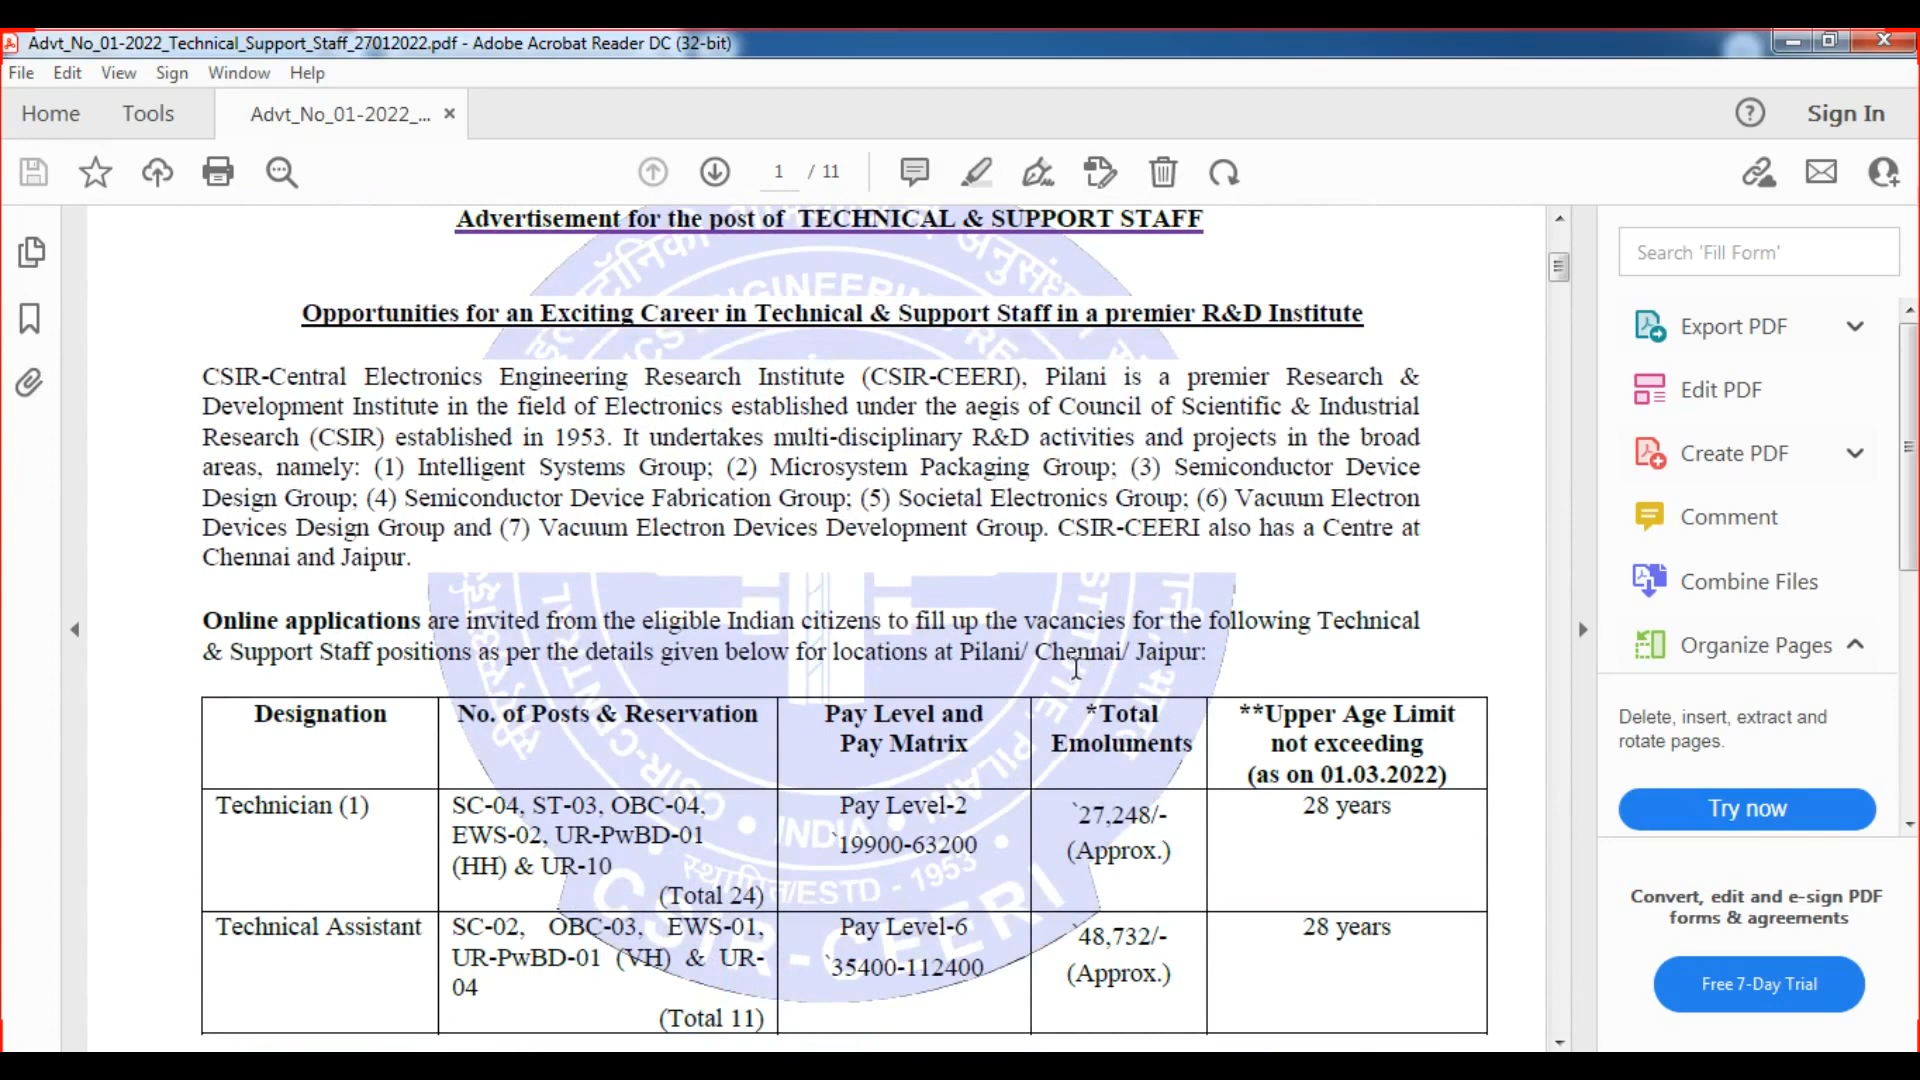 Advt_No_01-2022_Technical_Support_Staff_27012022.pdf - Adobe Acrobat Reader DC (32-bit)
File Edit View Sign Window Help
Home Tools Advt_No_01-2022_... × Sign In
1 / 11
Advertisement for the post of TECHNICAL & SUPPORT STAFF
Opportunities for an Exciting Career in Technical & Support Staff in a premier R&D Institute
CSIR-Central Electronics Engineering Research Institute (CSIR-CEERI), Pilani is a premier Research &
Development Institute in the field of Electronics established under the aegis of Council of Scientific & Industrial
Research (CSIR) established in 1953. It undertakes multi-disciplinary R&D activities and projects in the broad
areas, namely: (1) Intelligent Systems Group; (2) Microsystem Packaging Group; (3) Semiconductor Device
Design Group; (4) Semiconductor Device Fabrication Group; (5) Societal Electronics Group; (6) Vacuum Electron
Devices Design Group and (7) Vacuum Electron Devices Development Group. CSIR-CEERI also has a Centre at
Chennai and Jaipur.
Online applications are invited from the eligible Indian citizens to fill up the vacancies for the following Technical
& Support Staff positions as per the details given below for locations at Pilani/ Chennai/ Jaipur:
Designation
No. of Posts & Reservation
Pay Level and
Pay Matrix
*Total
Emoluments
**Upper Age Limit
not exceeding
(as on 01.03.2022)
Technician (1)
SC-04, ST-03, OBC-04,
EWS-02, UR-PwBD-01
(HH) & UR-10
(Total 24)
Pay Level-2
`19900-63200
`27,248/-
(Approx.)
28 years
Technical Assistant
SC-02, OBC-03, EWS-01,
UR-PwBD-01 (VH) & UR-
04
(Total 11)
Pay Level-6
`35400-112400
`48,732/-
(Approx.)
28 years
INDIA
स्थापित/ESTD - 1953
CSIR-CEERI
Search 'Fill Form'
Export PDF
Edit PDF
Create PDF
Comment
Combine Files
Organize Pages
Delete, insert, extract and
rotate pages.
Try now
Convert, edit and e-sign PDF
forms & agreements
Free 7-Day Trial